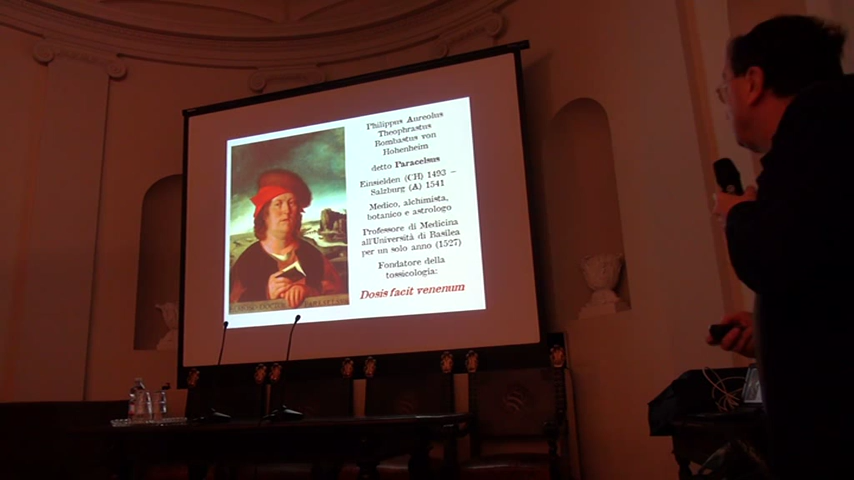 Philippus Aureolus
Theophrastus
Bombastus von
Hohenheim
detto Paracelsus
Einsielden (CH) 1493 –
Salzburg (A) 1541
Medico, alchimista,
botanico e astrologo
Professore di Medicina
all'Università di Basilea
per un solo anno (1527)
Fondatore della
tossicologia:
Dosis facit venenum